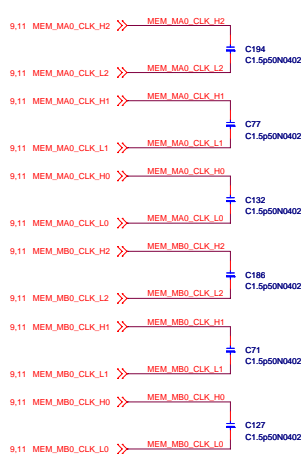 9,11 MEM_MA0_CLK_H2 MEM_MA0_CLK_H2
C194
C1.5p50N0402
9,11 MEM_MA0_CLK_L2 MEM_MA0_CLK_L2
9,11 MEM_MA0_CLK_H1 MEM_MA0_CLK_H1
C77
C1.5p50N0402
9,11 MEM_MA0_CLK_L1 MEM_MA0_CLK_L1
9,11 MEM_MA0_CLK_H0 MEM_MA0_CLK_H0
C132
C1.5p50N0402
9,11 MEM_MA0_CLK_L0 MEM_MA0_CLK_L0
9,11 MEM_MB0_CLK_H2 MEM_MB0_CLK_H2
C186
C1.5p50N0402
9,11 MEM_MB0_CLK_L2 MEM_MB0_CLK_L2
9,11 MEM_MB0_CLK_H1 MEM_MB0_CLK_H1
C71
C1.5p50N0402
9,11 MEM_MB0_CLK_L1 MEM_MB0_CLK_L1
9,11 MEM_MB0_CLK_H0 MEM_MB0_CLK_H0
C127
C1.5p50N0402
9,11 MEM_MB0_CLK_L0 MEM_MB0_CLK_L0